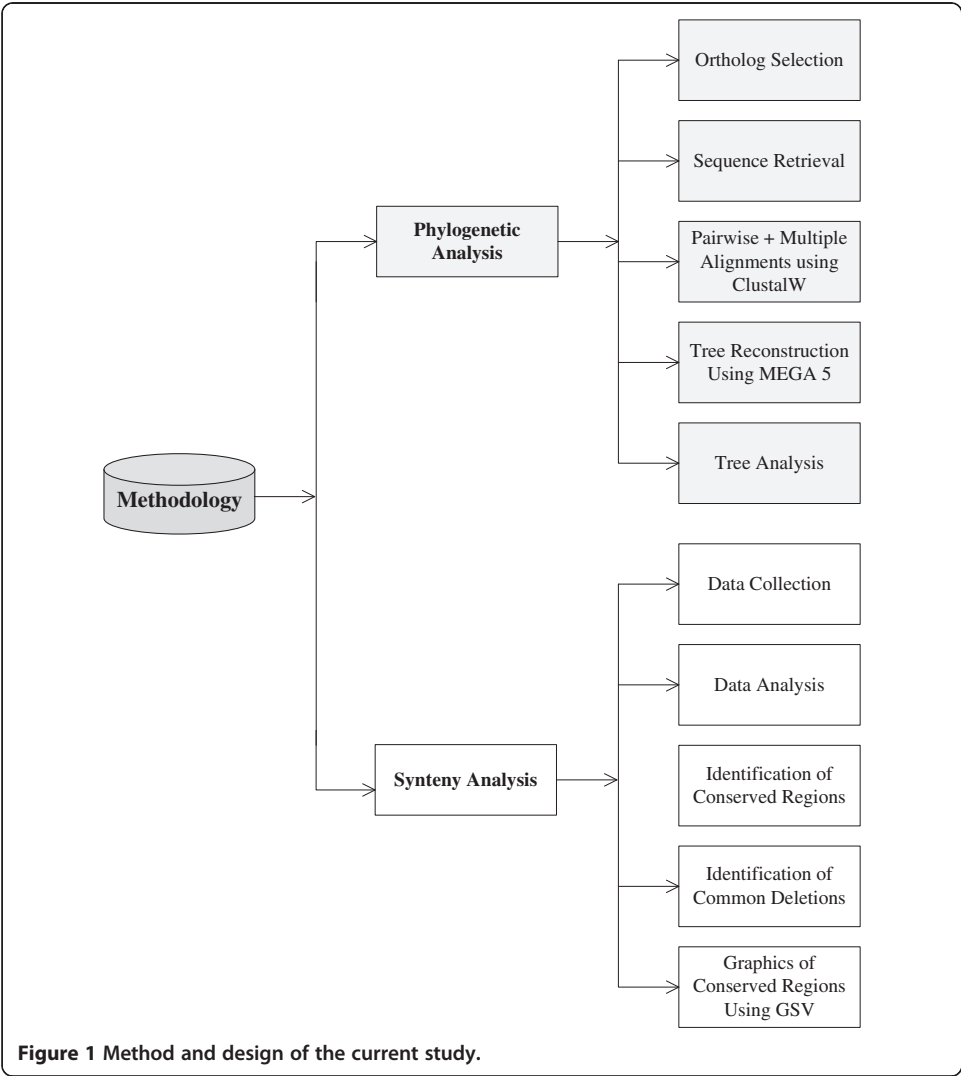 Ortholog Selection
Sequence Retrieval
Phylogenetic
Analysis
Pairwise + Multiple
Alignments using
ClustalW
Tree Reconstruction
Using MEGA 5
Tree Analysis
Methodology
Data Collection
Data Analysis
Synteny Analysis
Identification of
Conserved Regions
Identification of
Common Deletions
Graphics of
Conserved Regions
Using GSV
Figure 1 Method and design of the current study.